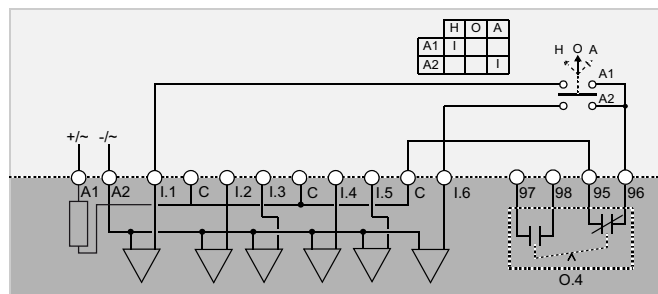 H O A
A1 I
A2 I
H O A
A1
A2
+/~ -/~
A1 A2 I.1 C I.2 I.3 C I.4 I.5 C I.6 97 98 95 96
O.4